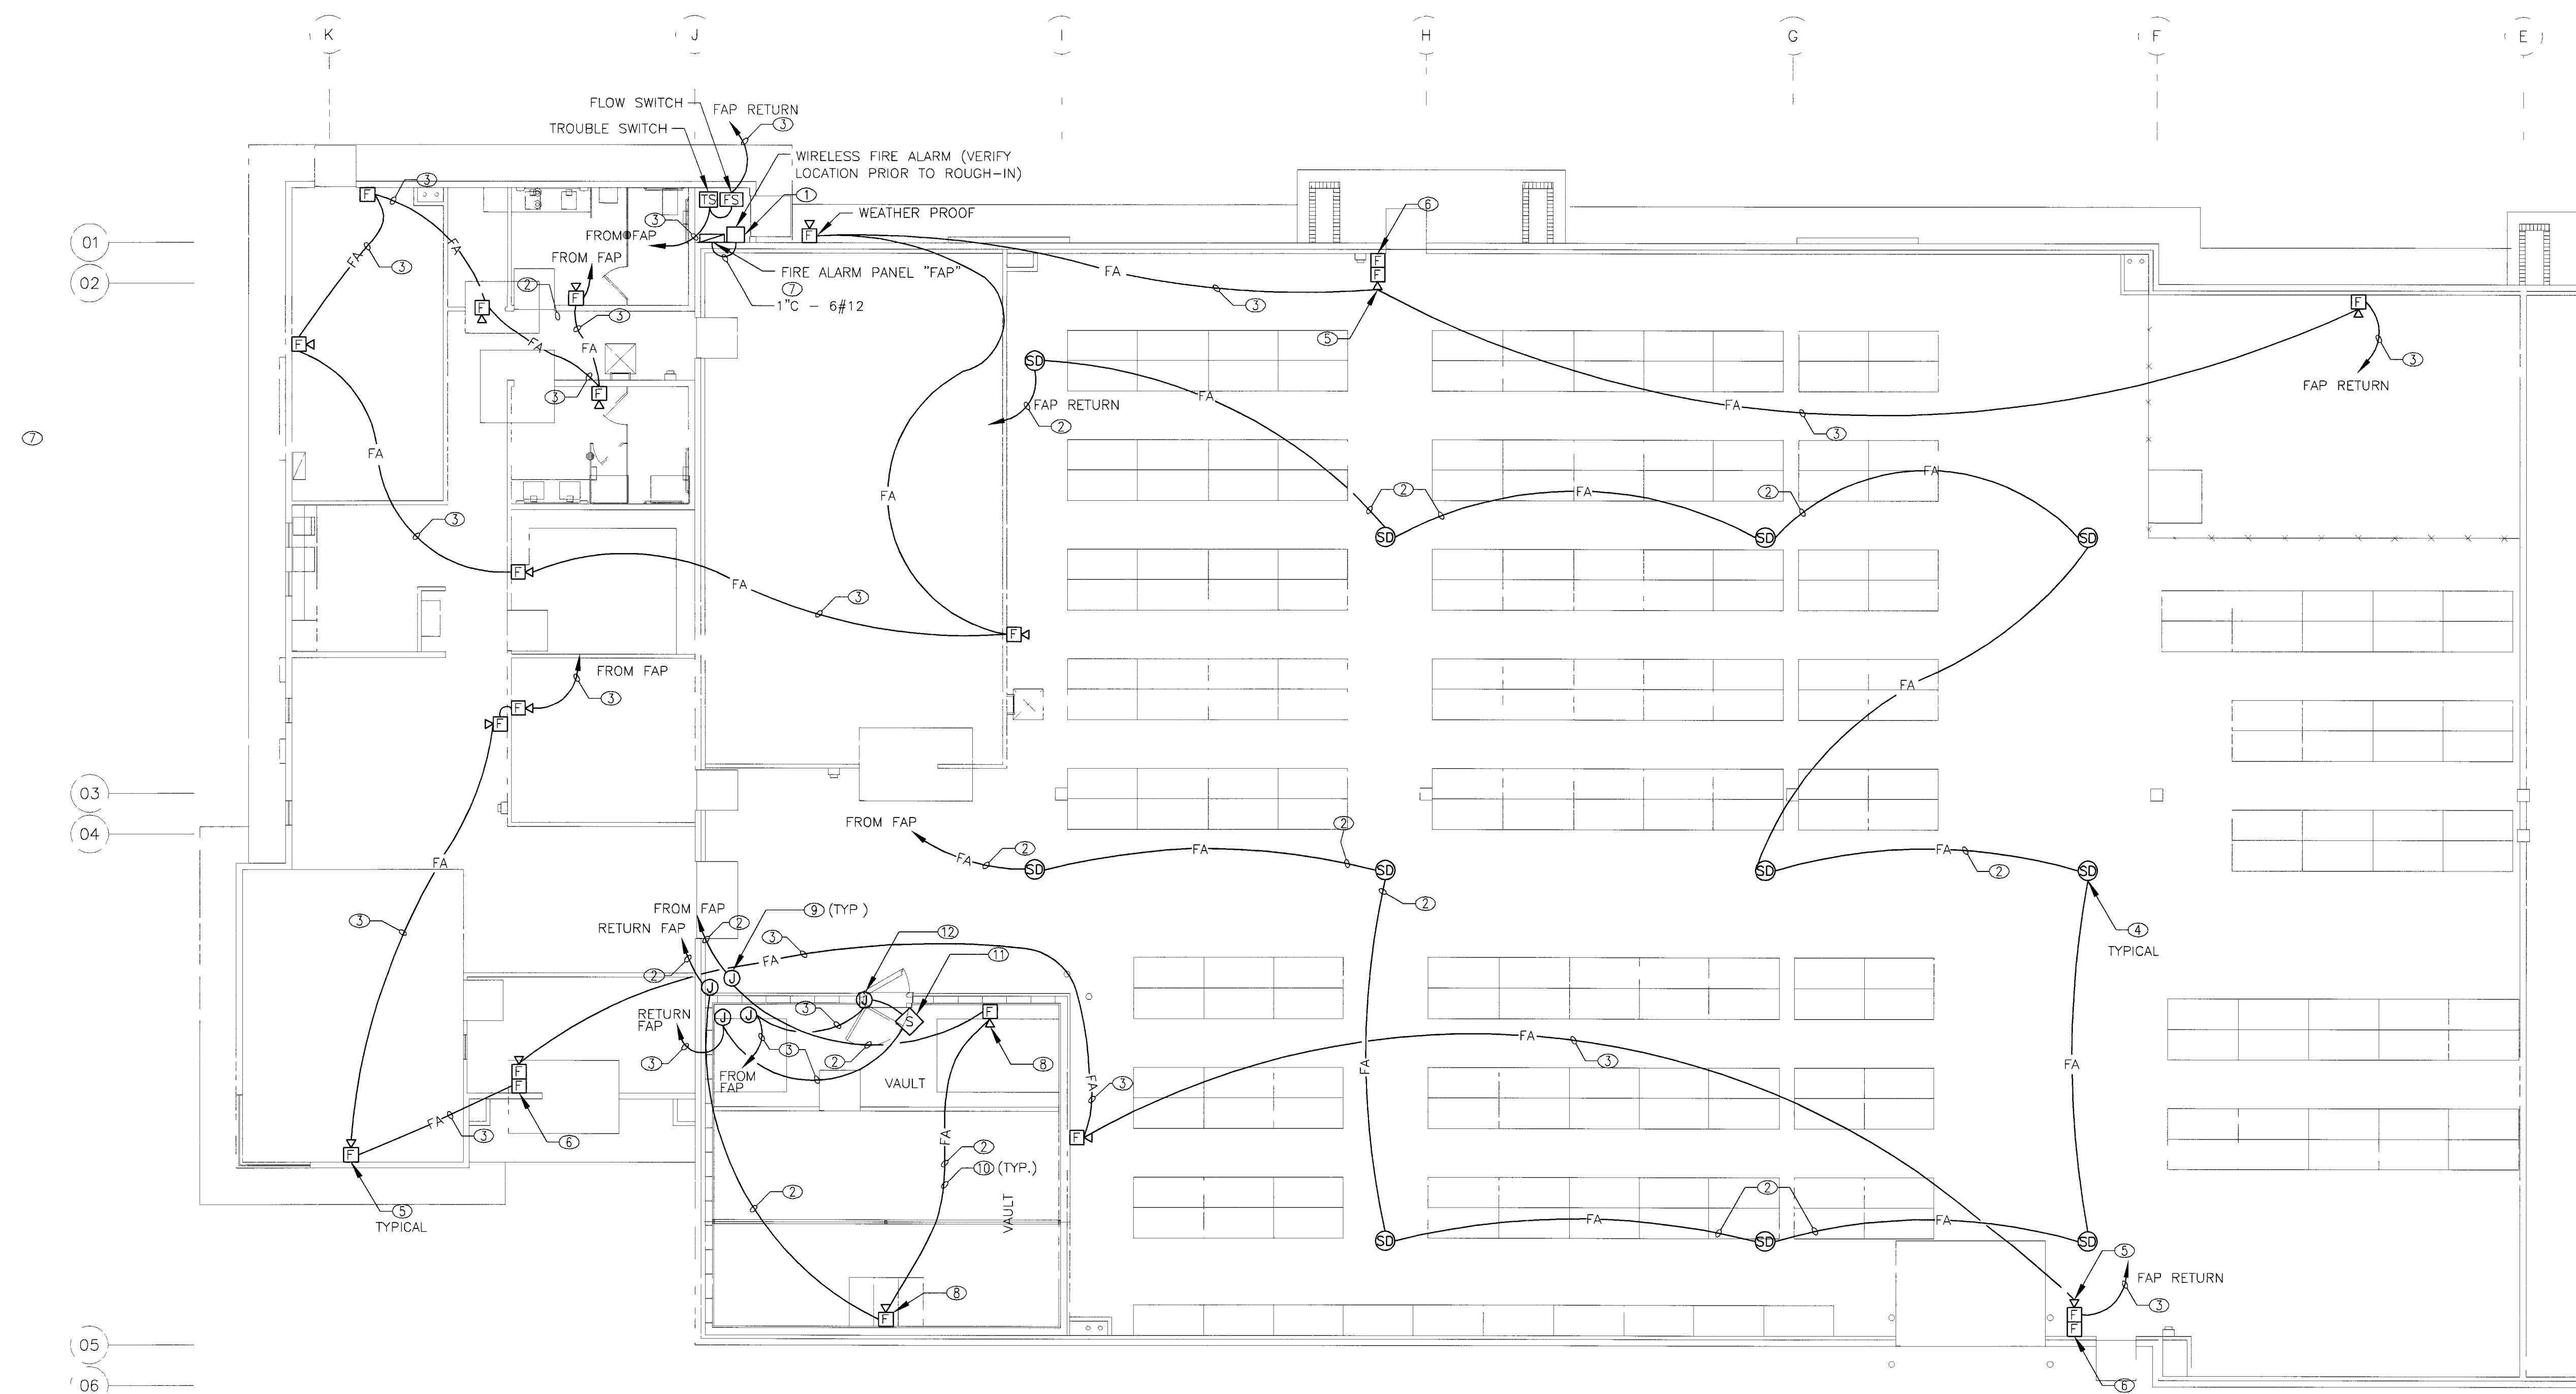 K
J
I
H
G
F
E
FLOW SWITCH
FAP RETURN
TROUBLE SWITCH
3
WIRELESS FIRE ALARM (VERIFY
LOCATION PRIOR TO ROUGH-IN)
F
3
TS
FS
1
6
3
WEATHER PROOF
F
FROM FAP
01
FA
FA
3
FROM FAP
FIRE ALARM PANEL "FAP"
7
1"C - 6#12
02
2
F
F
3
F
F
FA
3
5
F
3
FAP RETURN
F
FA
FA
SD
3
F
FA
FAP RETURN
2
FA
3
7
FA
FA
2
FA
2
FA
3
SD
SD
SD
F
FA
3
F
FROM FAP
3
F
F
FA
03
04
FROM FAP
2
FA
2
SD
FA
SD
SD
FA
2
SD
FA
3
2
4
TYPICAL
FROM FAP
2
9 (TYP.)
RETURN FAP
3
12
2
FA
J
J
11
J
RETURN
FAP
J
J
3
S
F
3
3
2
FROM
FAP
8
VAULT
FA
3
FA
FA
FA
3
F
F
FA
3
6
F
F
FA
2
10 (TYP.)
2
VAULT
5
TYPICAL
2
SD
FA
SD
FA
SD
8
F
5
FAP RETURN
3
F
F
6
05
06